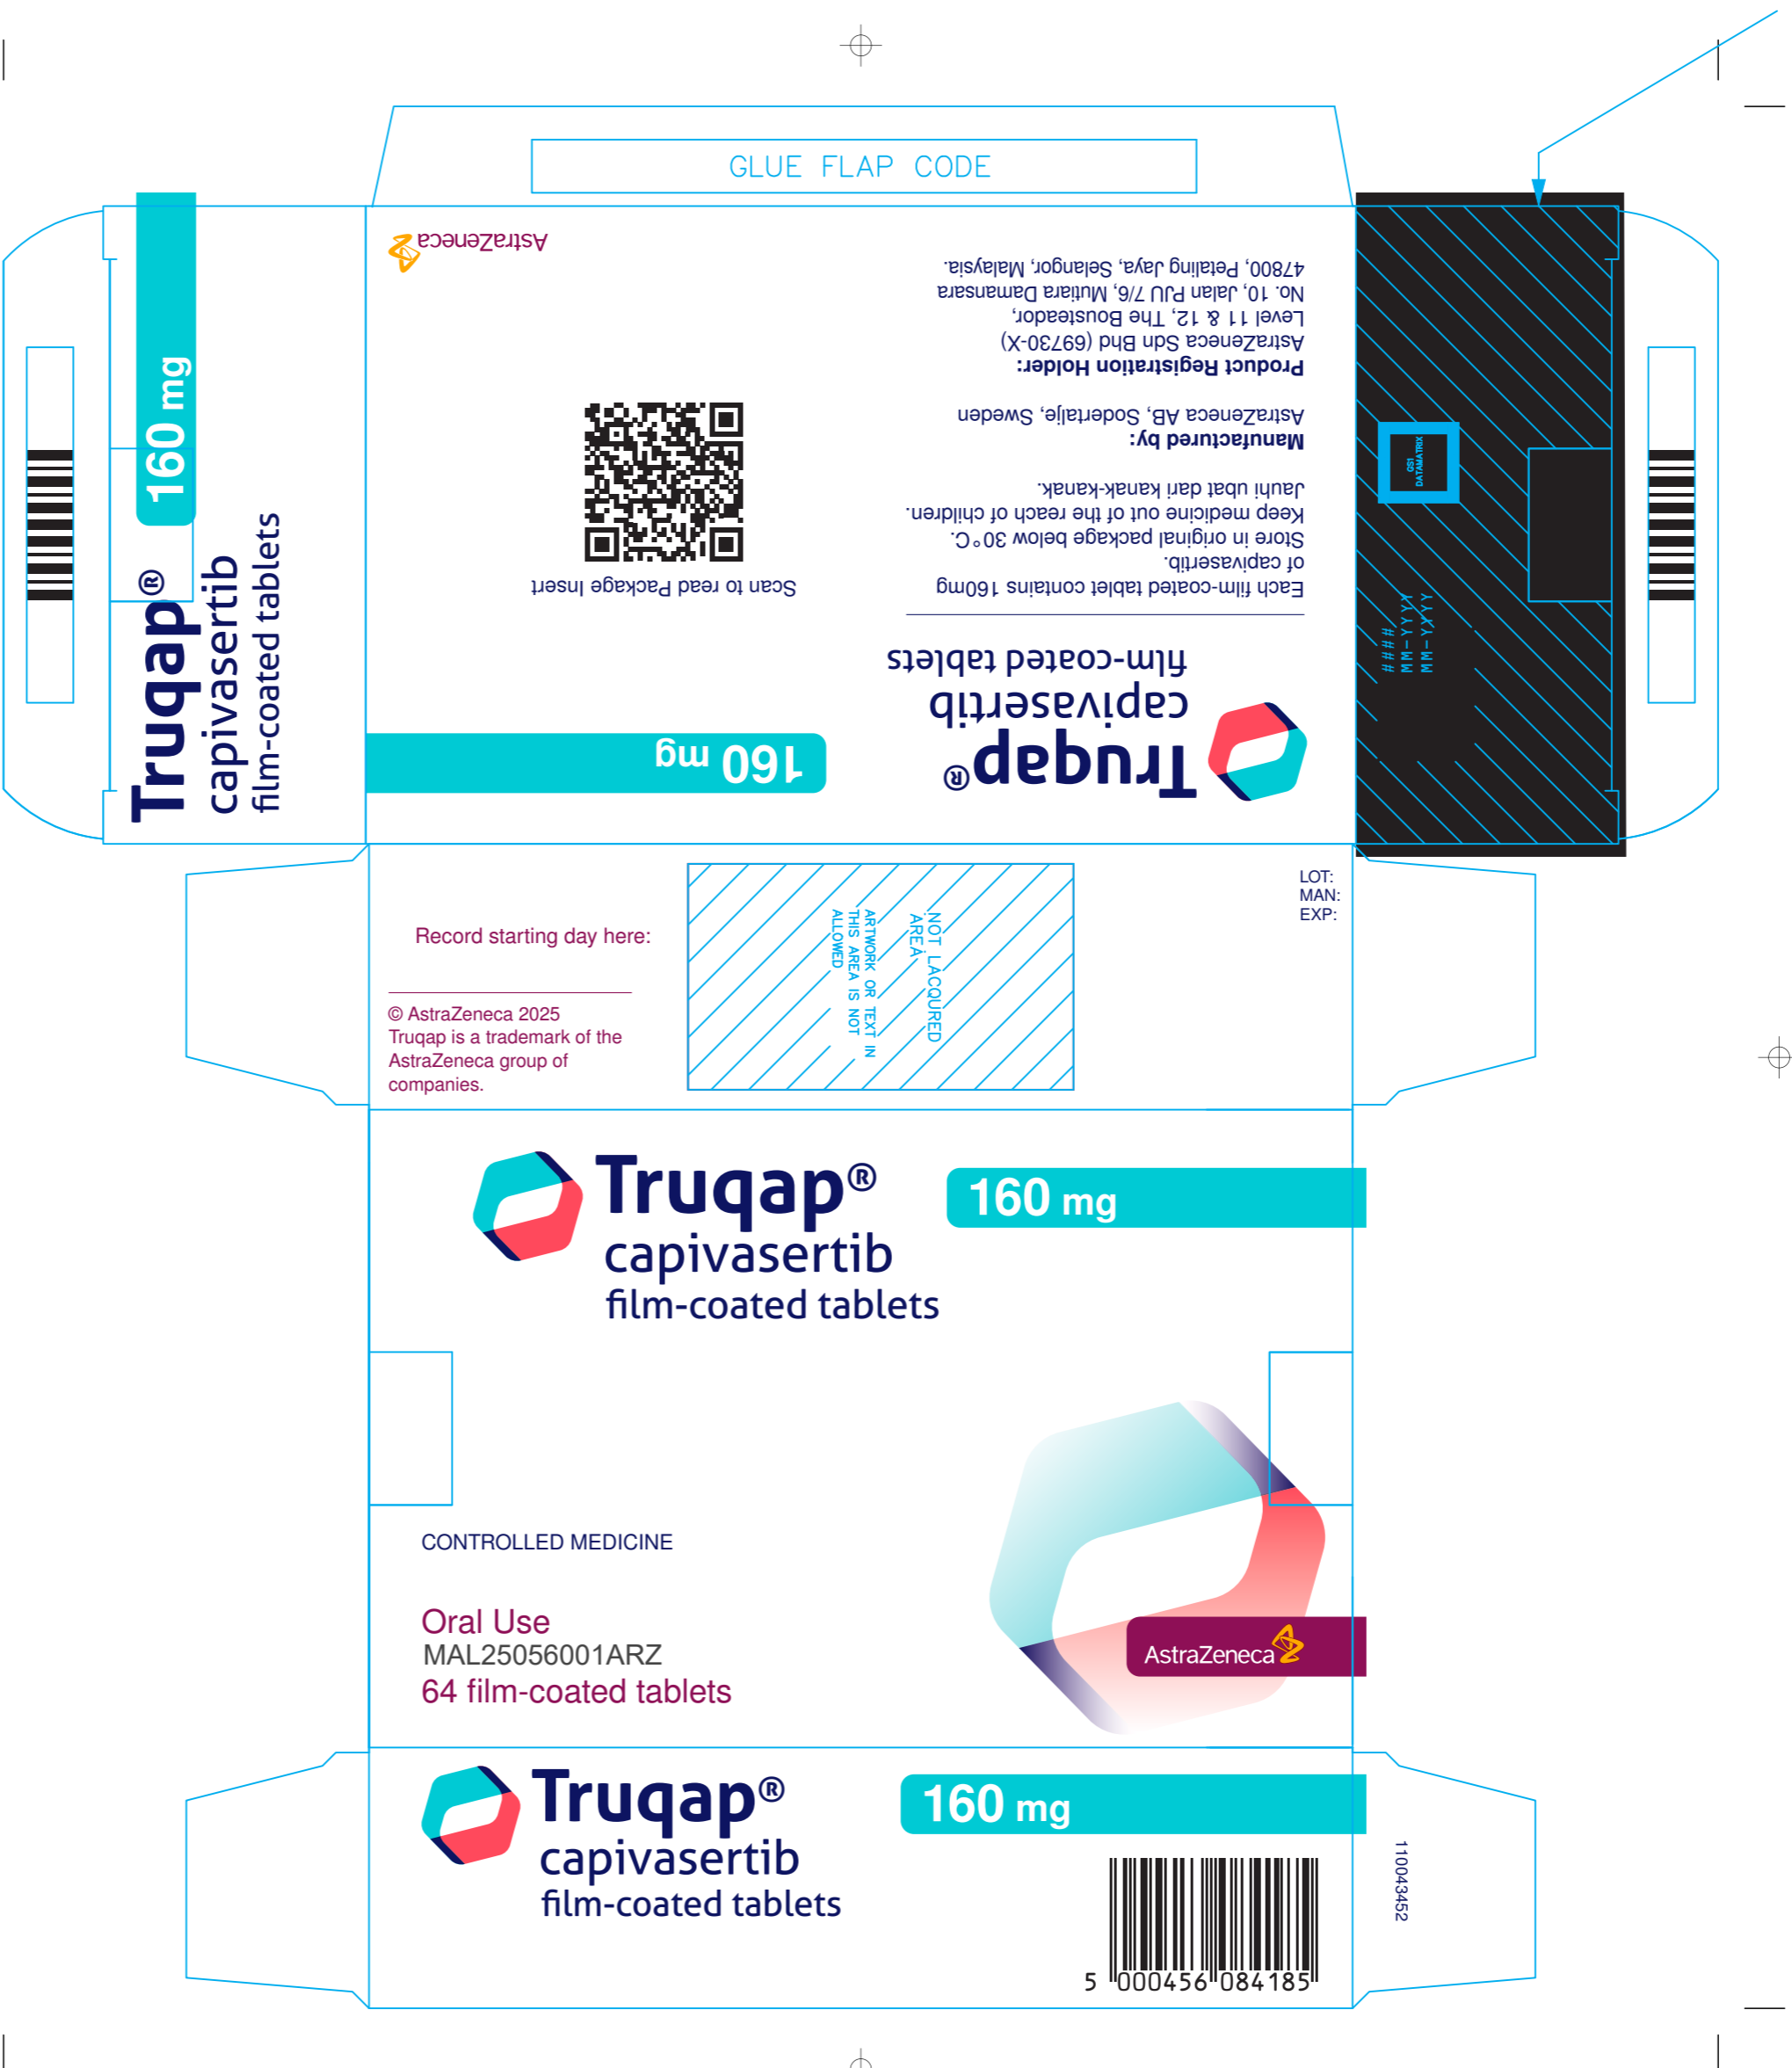 GLUE FLAP CODE
160 mg
Truqap®
capivasertib
film-coated tablets
Truqap®
capivasertib
film-coated tablets
160 mg
Each film-coated tablet contains 160mg
of capivasertib.
Store in original package below 30°C.
Keep medicine out of the reach of children.
Jauhi ubat dari kanak-kanak.
Manufactured by:
AstraZeneca AB, Sodertalje, Sweden
Product Registration Holder:
AstraZeneca Sdn Bhd (69730-X)
Level 11 & 12, The Bousteador,
No. 10, Jalan PJU 7/6, Mutiara Damansara
47800, Petaling Jaya, Selangor, Malaysia.
Scan to read Package Insert
AstraZeneca
GS1
DATAMATRIX
#####
MM-YYYY
MM-YYYY
Record starting day here:
© AstraZeneca 2025
Truqap is a trademark of the
AstraZeneca group of
companies.
NOT LACQURED
AREA
ARTWORK OR TEXT IN
THIS AREA IS NOT
ALLOWED
LOT:
MAN:
EXP:
Truqap®
capivasertib
film-coated tablets
160 mg
CONTROLLED MEDICINE
Oral Use
MAL25056001ARZ
64 film-coated tablets
AstraZeneca
Truqap®
capivasertib
film-coated tablets
160 mg
5 000456 084185
110043452